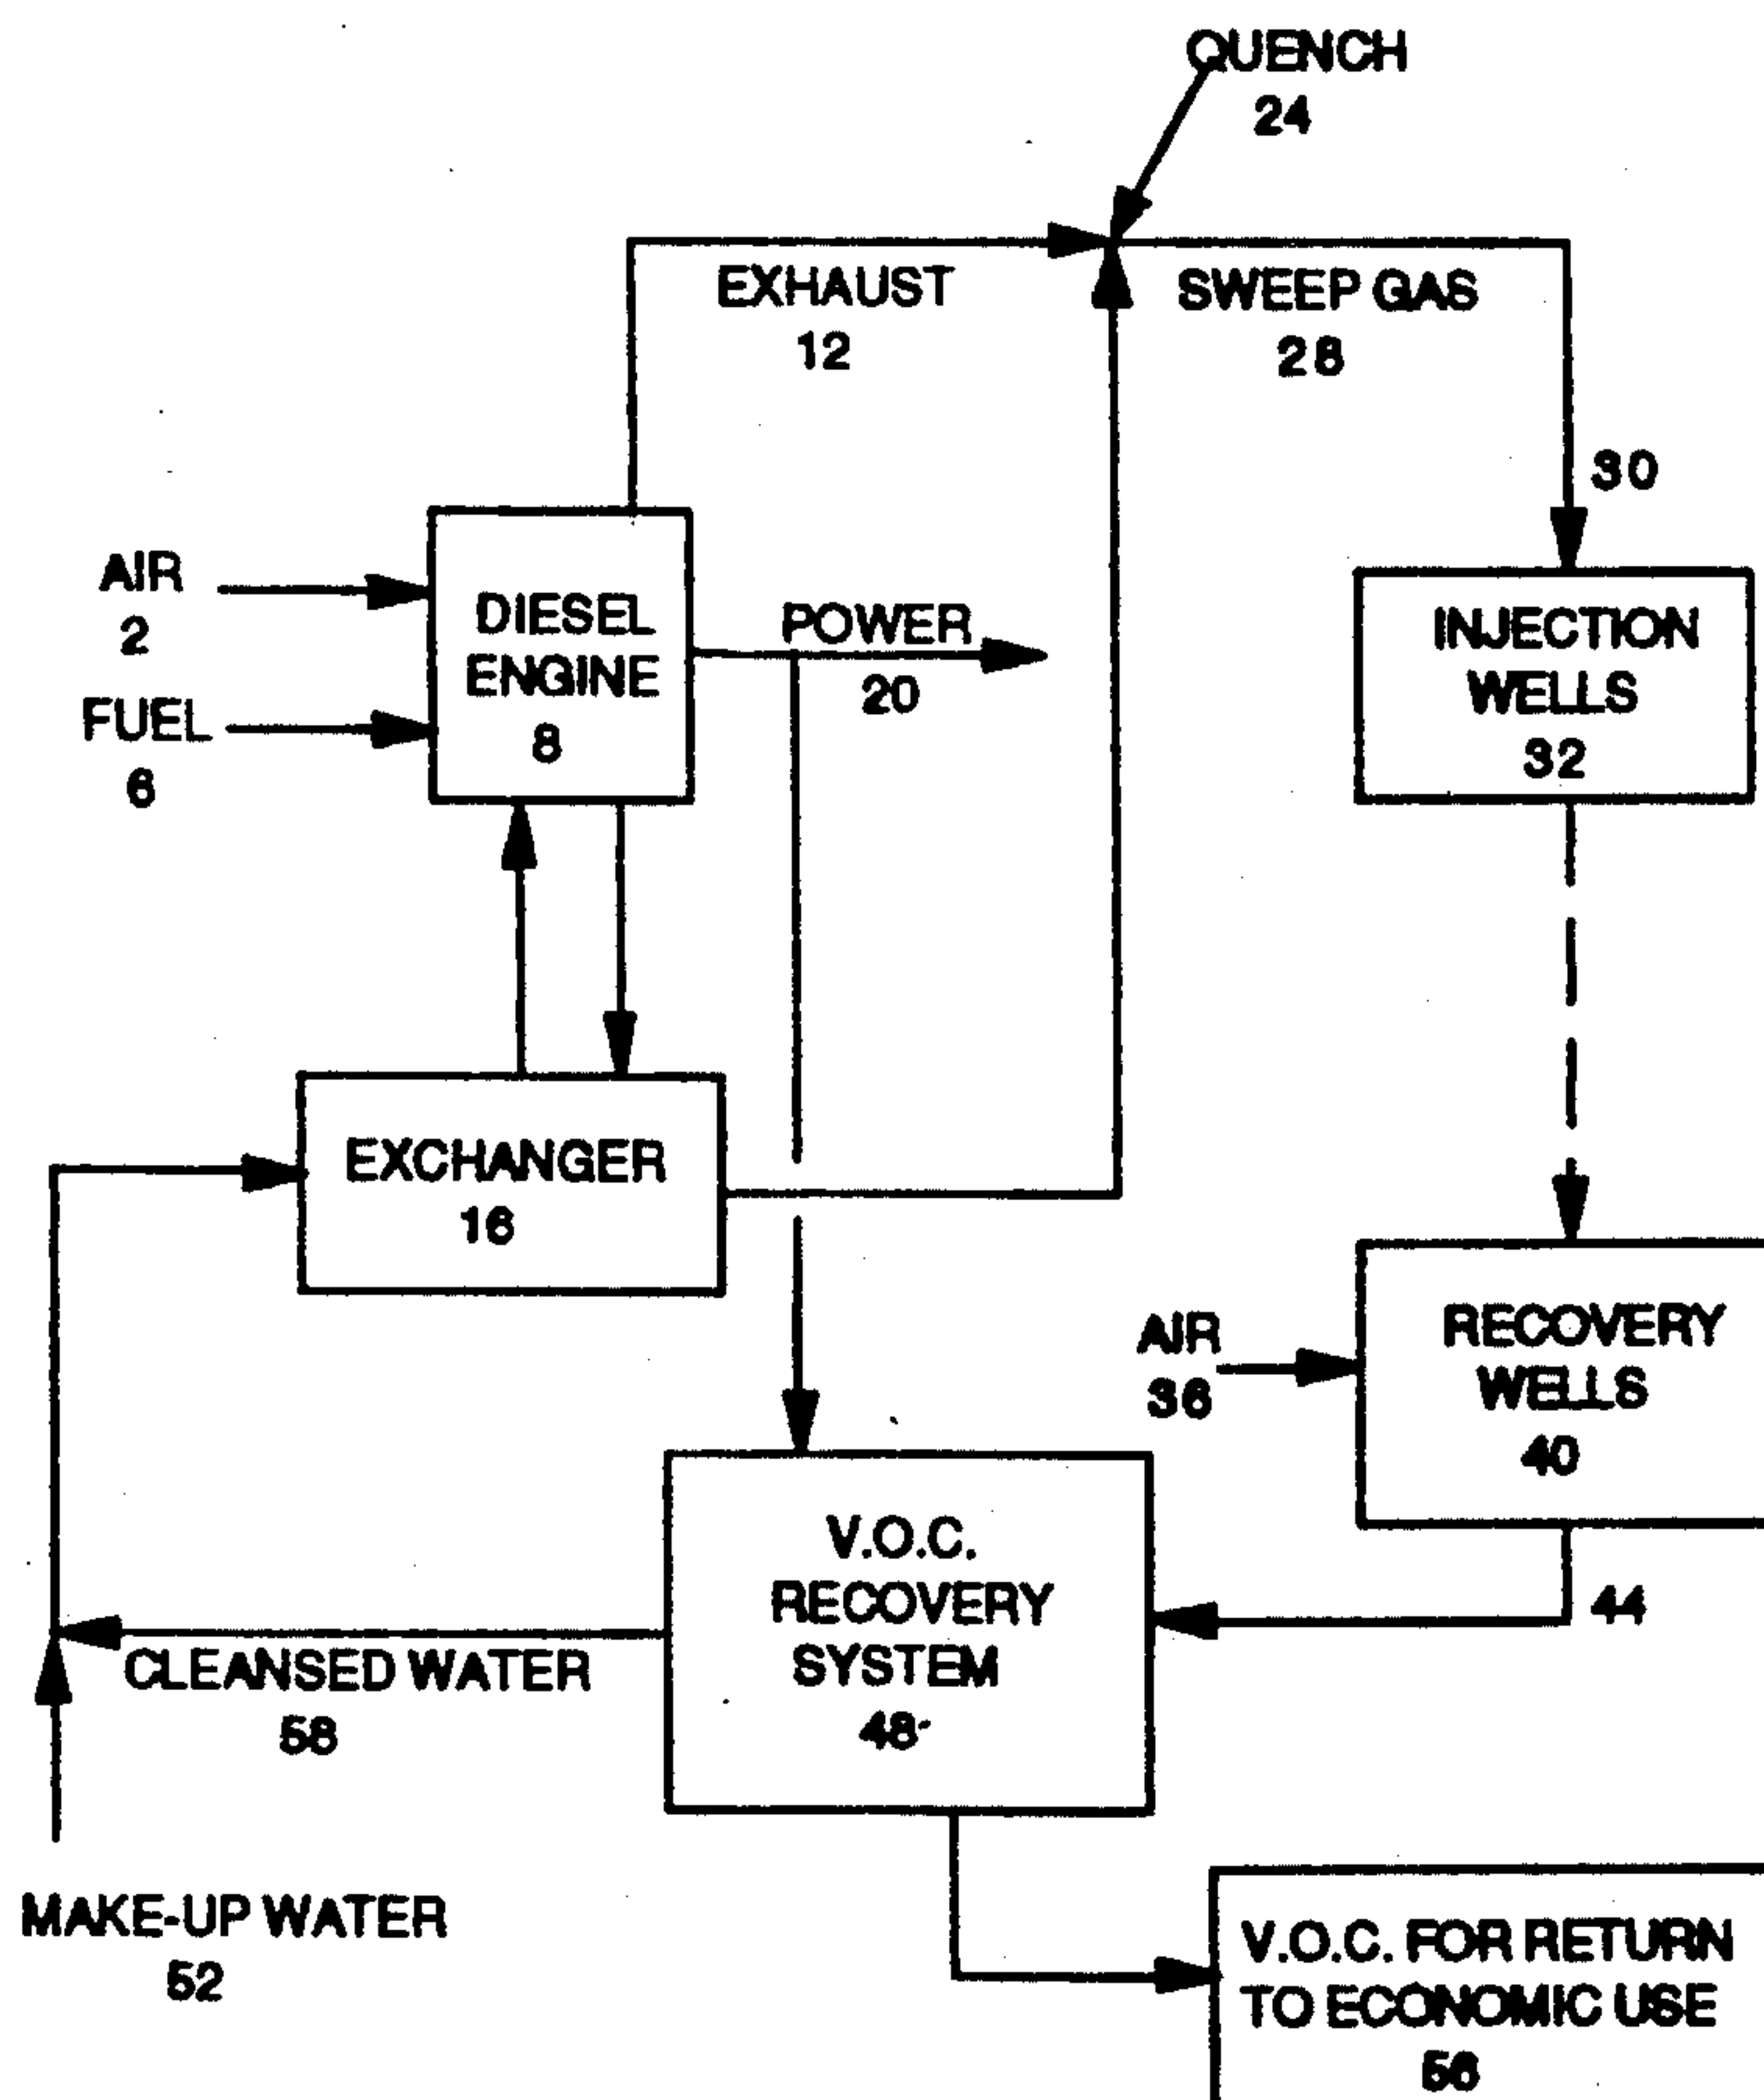 QUENCH
24
EXHAUST
12
SWEEP GAS
28
30
AIR
2
FUEL
6
DIESEL
ENGINE
8
POWER
20
INJECTION
WELLS
32
EXCHANGER
16
AIR
36
RECOVERY
WELLS
40
V.O.C.
RECOVERY
SYSTEM
48
44
CLEANSED WATER
58
MAKE-UP WATER
52
V.O.C. FOR RETURN
TO ECONOMIC USE
56